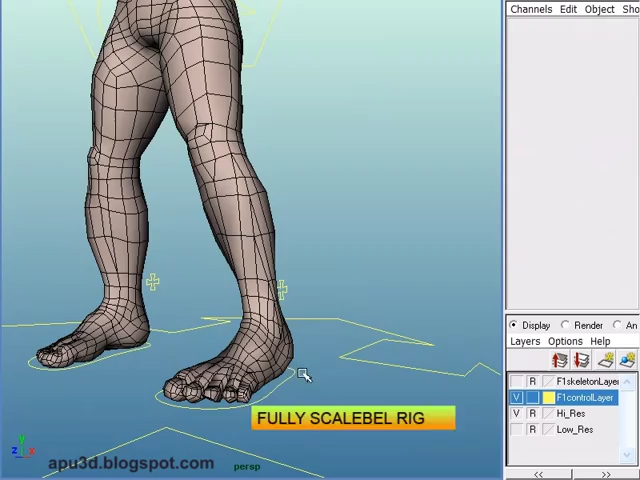 Channels Edit Object Sho
Display Render An
Layers Options Help
R F1skeletonLayer
V F1controlLayer
V R Hi_Res
R Low_Res
<< >>
FULLY SCALEBEL RIG
y
z x
apu3d.blogspot.com
persp